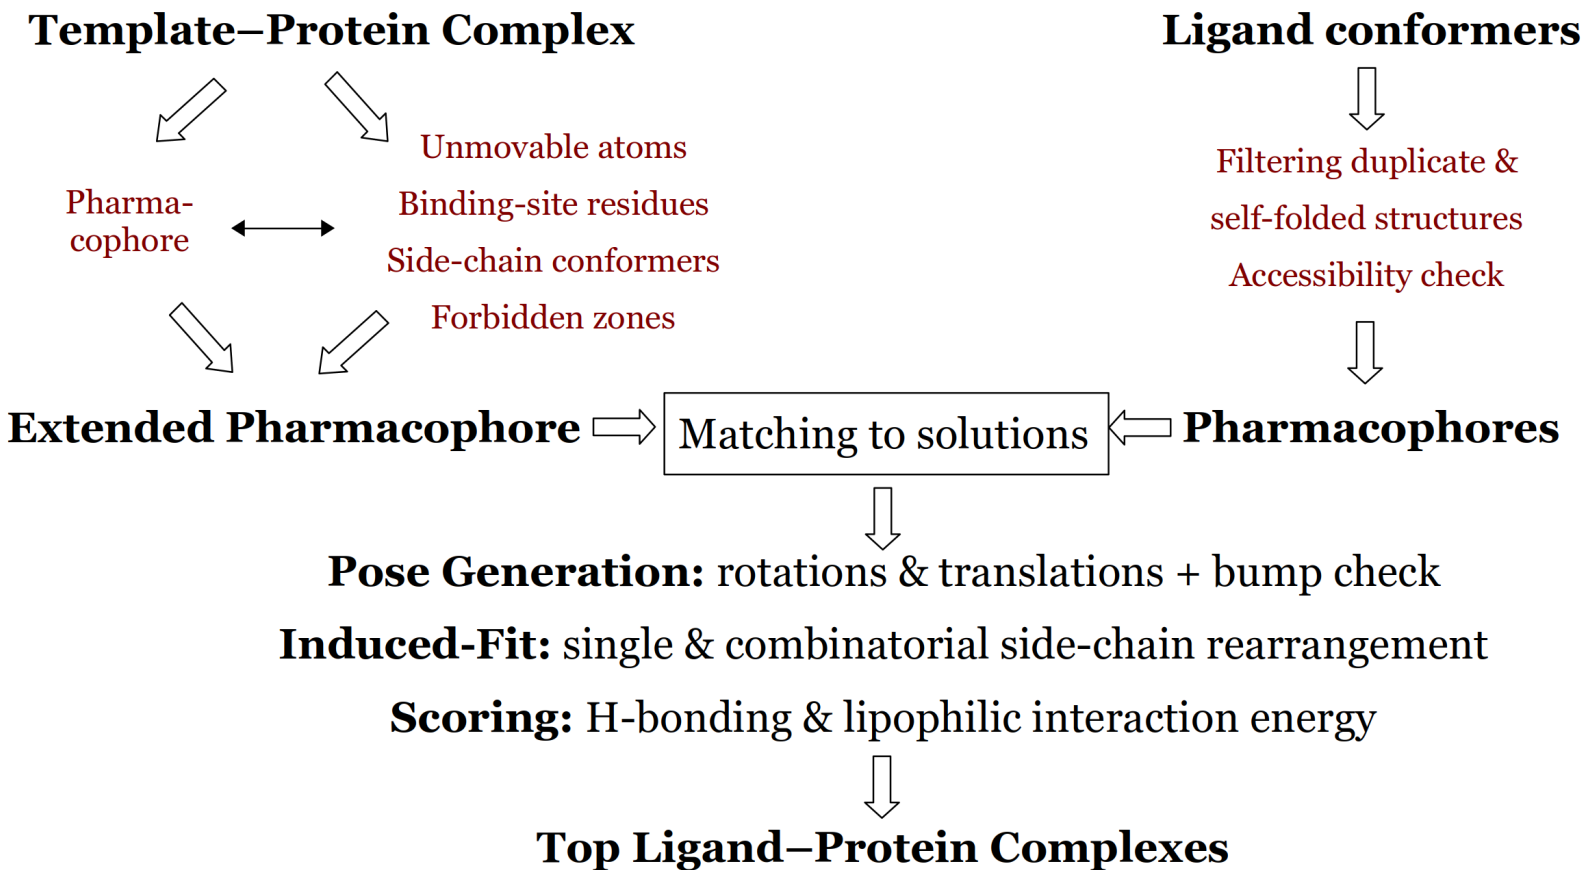 Template–Protein Complex
Ligand conformers
Pharma-
cophore
Unmovable atoms
Binding-site residues
Side-chain conformers
Forbidden zones
Filtering duplicate &
self-folded structures
Accessibility check
Extended Pharmacophore
Matching to solutions
Pharmacophores
Pose Generation: rotations & translations + bump check
Induced-Fit: single & combinatorial side-chain rearrangement
Scoring: H-bonding & lipophilic interaction energy
Top Ligand–Protein Complexes